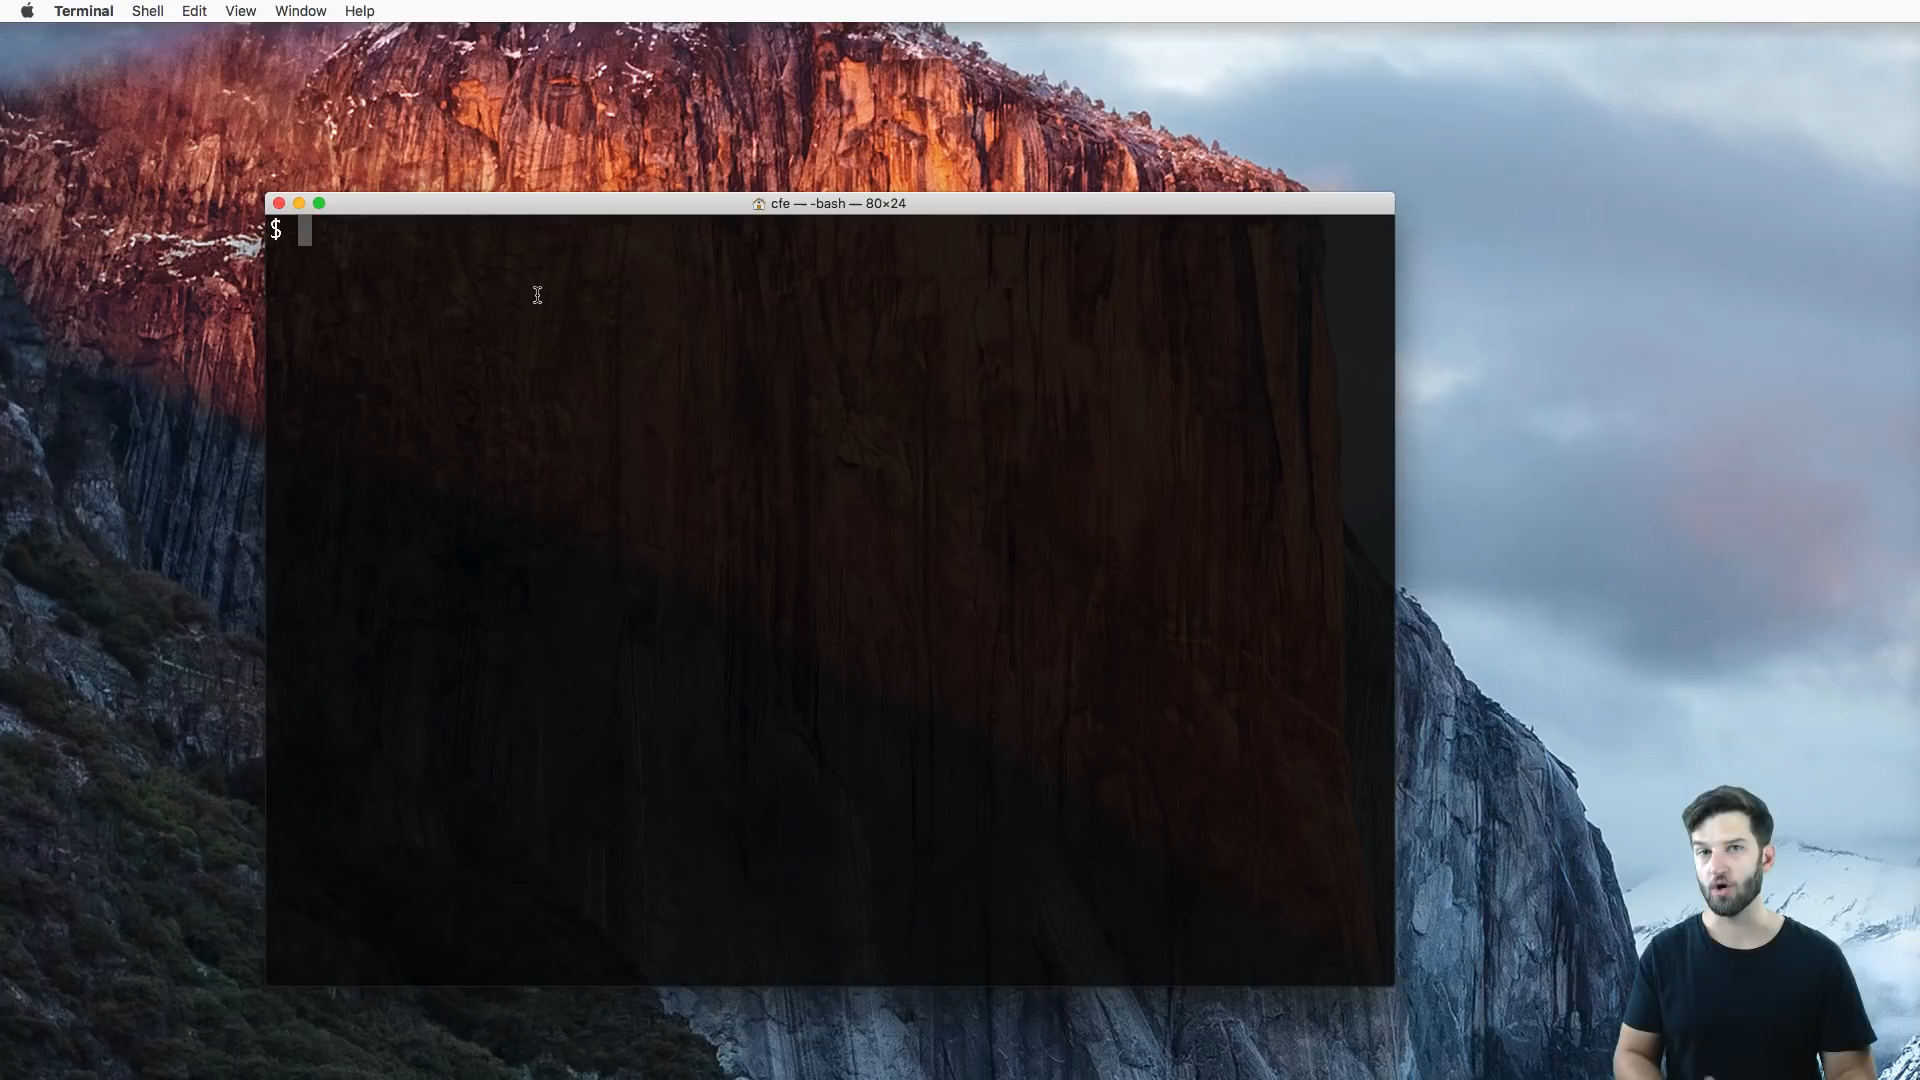 Terminal Shell Edit View Window Help
cfe — -bash — 80×24
$